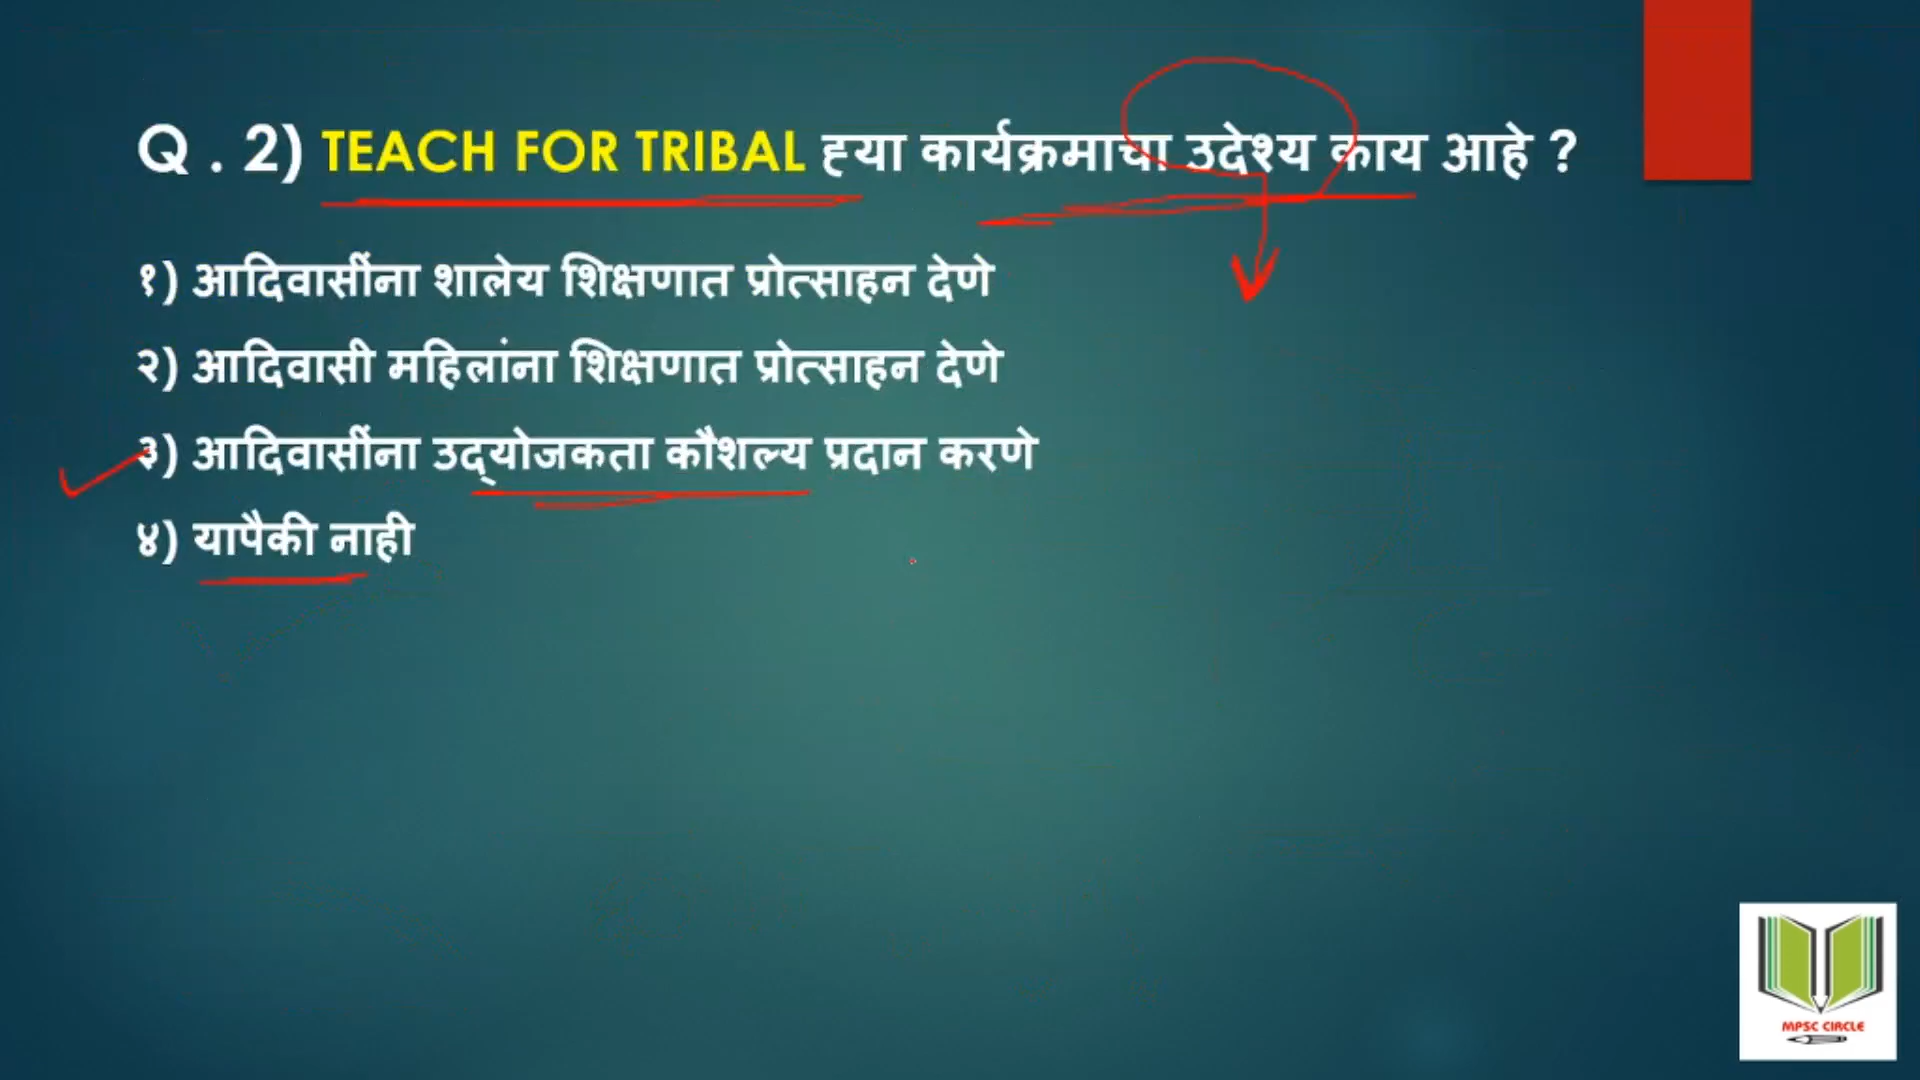 Q . 2) TEACH FOR TRIBAL ह्या कार्यक्रमाचा उदेश्य काय आहे ?
१) आदिवासींना शालेय शिक्षणात प्रोत्साहन देणे
२) आदिवासी महिलांना शिक्षणात प्रोत्साहन देणे
३) आदिवासींना उद्‌योजकता कौशल्य प्रदान करणे
४) यापैकी नाही
MPSC CIRCLE